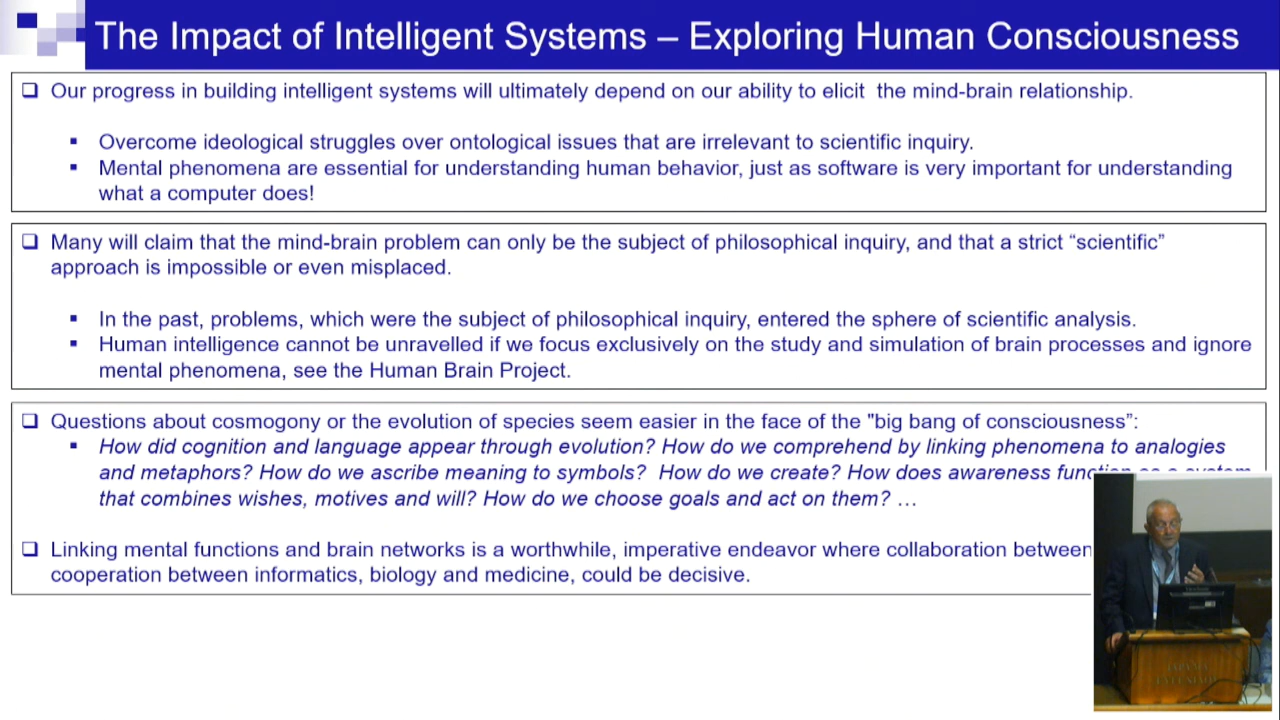 The Impact of Intelligent Systems – Exploring Human Consciousness
❑ Our progress in building intelligent systems will ultimately depend on our ability to elicit the mind-brain relationship.
▪ Overcome ideological struggles over ontological issues that are irrelevant to scientific inquiry.
▪ Mental phenomena are essential for understanding human behavior, just as software is very important for understanding
what a computer does!
❑ Many will claim that the mind-brain problem can only be the subject of philosophical inquiry, and that a strict “scientific”
approach is impossible or even misplaced.
▪ In the past, problems, which were the subject of philosophical inquiry, entered the sphere of scientific analysis.
▪ Human intelligence cannot be unravelled if we focus exclusively on the study and simulation of brain processes and ignore
mental phenomena, see the Human Brain Project.
❑ Questions about cosmogony or the evolution of species seem easier in the face of the "big bang of consciousness”:
▪ How did cognition and language appear through evolution? How do we comprehend by linking phenomena to analogies
and metaphors? How do we ascribe meaning to symbols? How do we create? How does awareness function as a system
that combines wishes, motives and will? How do we choose goals and act on them? …
❑ Linking mental functions and brain networks is a worthwhile, imperative endeavor where collaboration between
cooperation between informatics, biology and medicine, could be decisive.